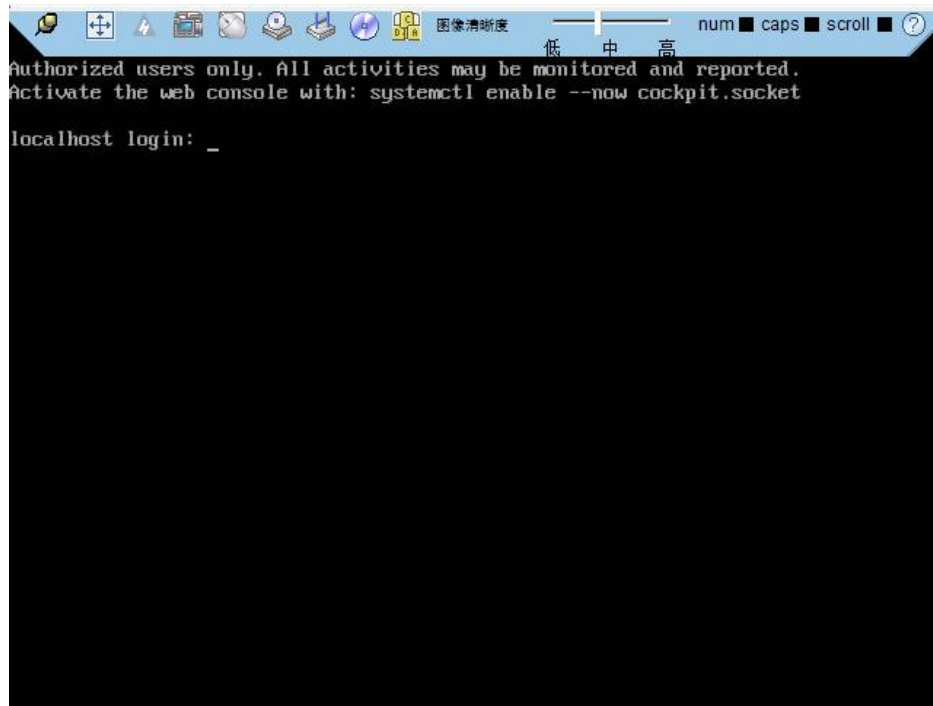 图像清晰度 低 中 高 num caps scroll ?
Authorized users only. All activities may be monitored and reported.
Activate the web console with: systemctl enable --now cockpit.socket
localhost login: _